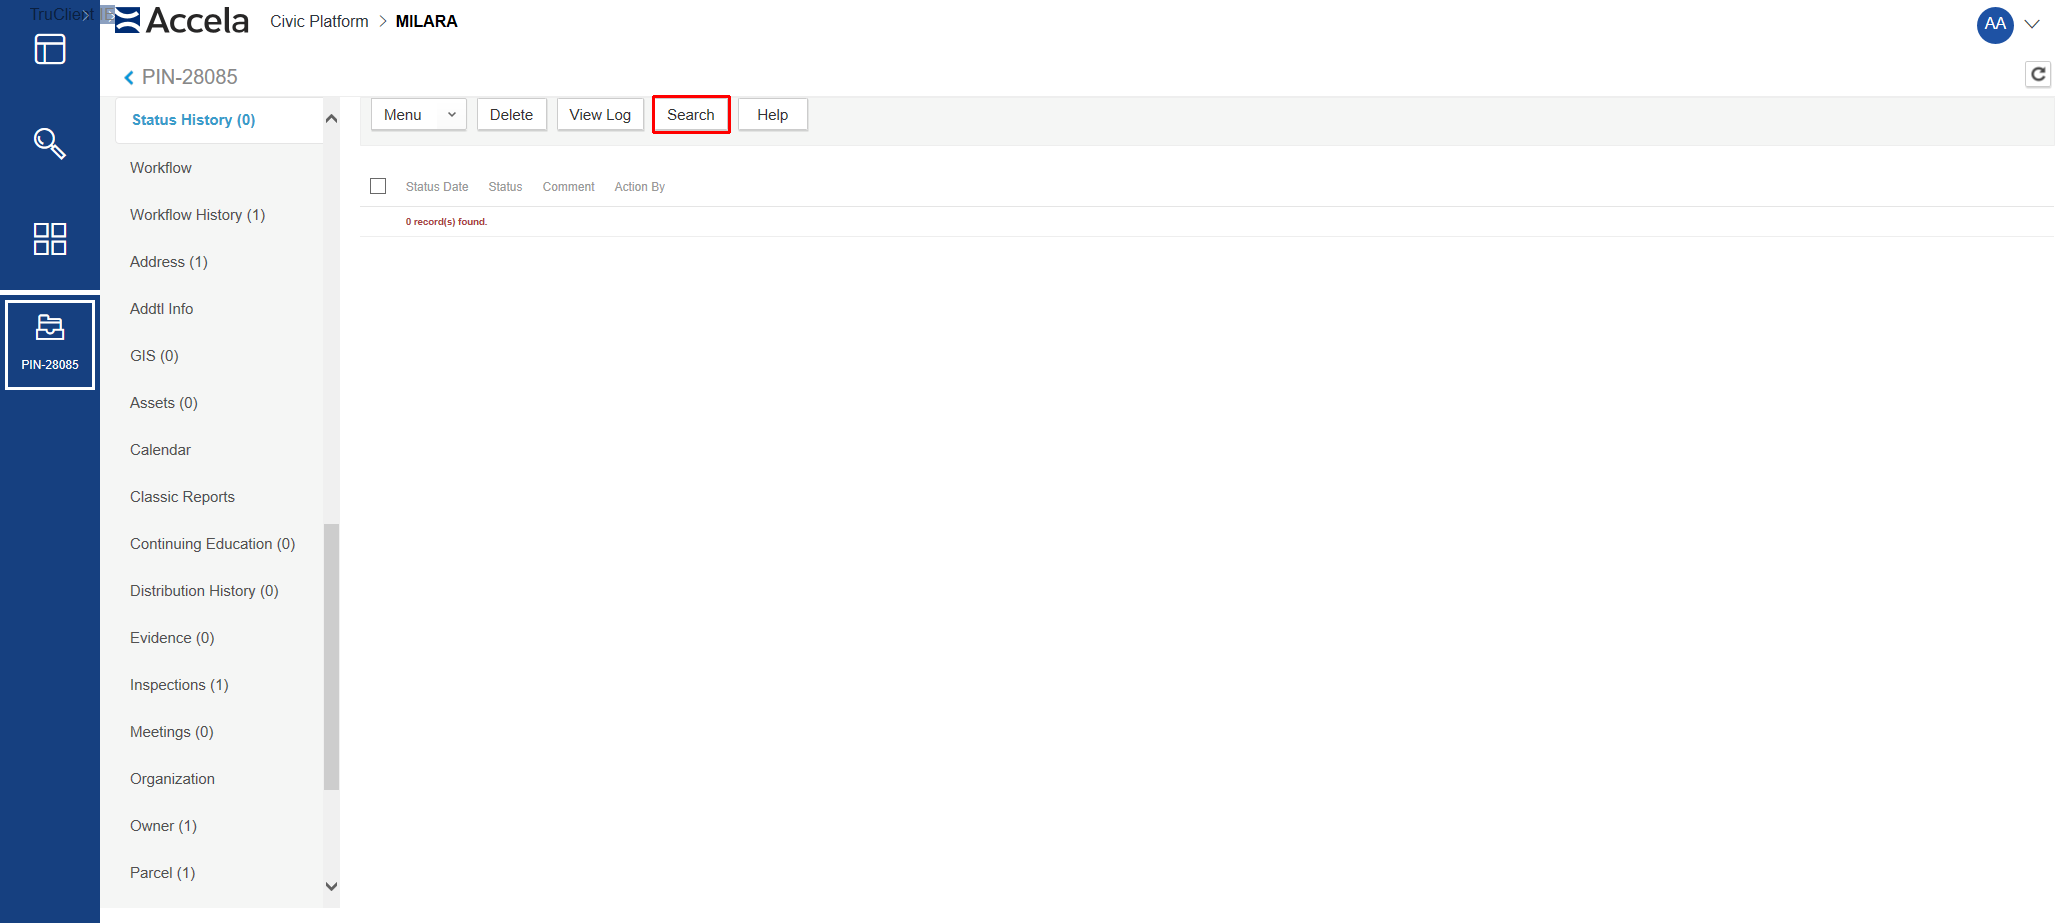 TruClient
Accela
Civic Platform > MILARA
AA
PIN-28085
Status History (0)
Menu
Delete
View Log
Search
Help
Workflow
Workflow History (1)
Address (1)
Addtl Info
GIS (0)
Assets (0)
Calendar
Classic Reports
Continuing Education (0)
Distribution History (0)
Evidence (0)
Inspections (1)
Meetings (0)
Organization
Owner (1)
Parcel (1)
Status Date Status Comment Action By
0 record(s) found.
PIN-28085